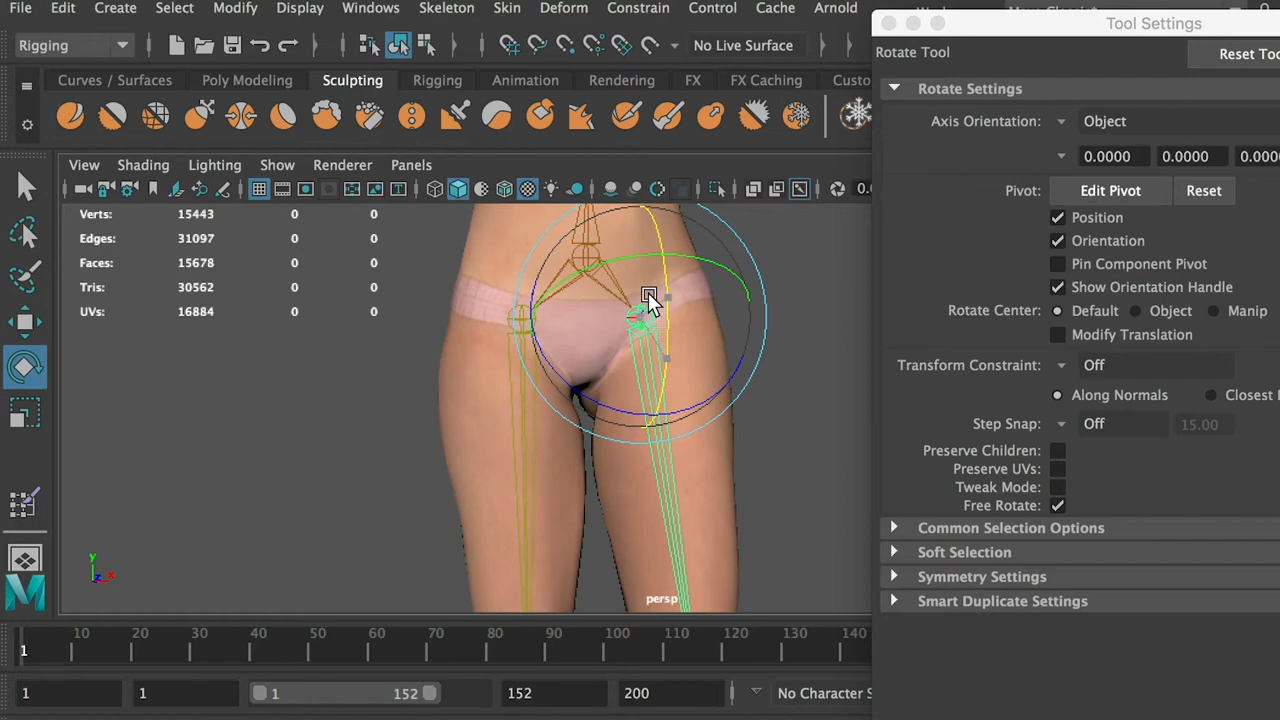 File Edit Create Select Modify Display Windows Skeleton Skin Deform Constrain Control Cache Arnold
Tool Settings
Rigging
No Live Surface
Rotate Tool
Curves / Surfaces Poly Modeling Sculpting Rigging Animation Rendering FX FX Caching
Rotate Settings
Axis Orientation: Object
0.0000 0.0000
View Shading Lighting Show Renderer Panels
Pivot: Edit Pivot Reset
Position
Orientation
Pin Component Pivot
Show Orientation Handle
Rotate Center: Default Object Manip
Modify Translation
Transform Constraint: Off
Along Normals Closest
Step Snap: Off 15.00
Preserve Children:
Preserve UVs:
Tweak Mode:
Free Rotate:
Common Selection Options
Soft Selection
Symmetry Settings
Smart Duplicate Settings
Verts: 15443 0 0
Edges: 31097 0 0
Faces: 15678 0 0
Tris: 30562 0 0
UVs: 16884 0 0
y
x
z
persp
10 20 30 40 50 60 70 80 90 100 110 120 130 140
1
1 1 1 152 152 200 No Character